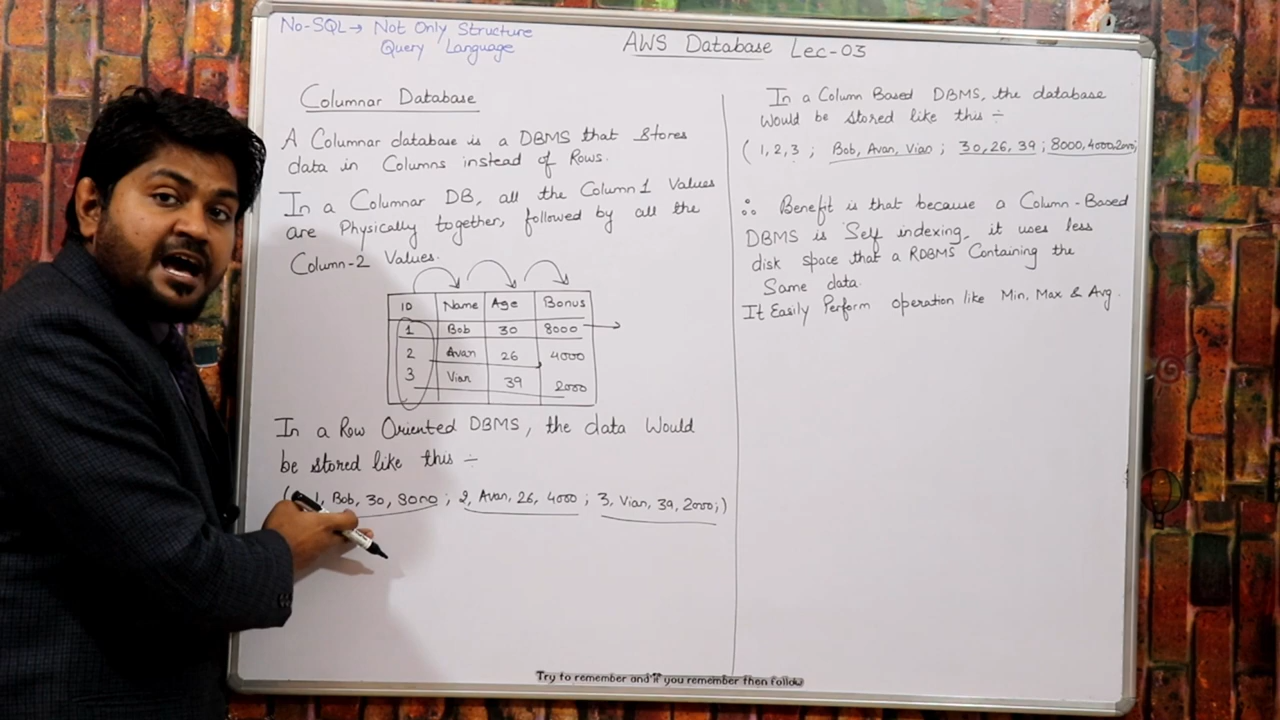 No-SQL → Not Only Structure
Query Language
AWS Database Lec-03
Columnar Database
A Columnar database is a DBMS that Stores
data in Columns instead of Rows.
In a Columnar DB, all the Column 1 Values
are Physically together, followed by all the
Column-2 Values.
ID Name Age Bonus
1 Bob 30 8000
2 Avan 26 4000
3 Vian 39 2000
In a Row Oriented DBMS, the data Would
be stored like this ÷
( 1, Bob, 30, 8000 ; 2, Avan, 26, 4000 ; 3, Vian, 39, 2000;)
In a Column Based DBMS, the database
Would be stored like this ÷
( 1, 2, 3 ; Bob, Avan, Vian ; 30, 26, 39 ; 8000, 4000, 2000;
∴ Benefit is that because a Column-Based
DBMS is Self indexing, it uses less
disk space that a RDBMS Containing the
Same data.
It Easily Perform operation like Min, Max & Avg.
Try to remember and if you remember then follow